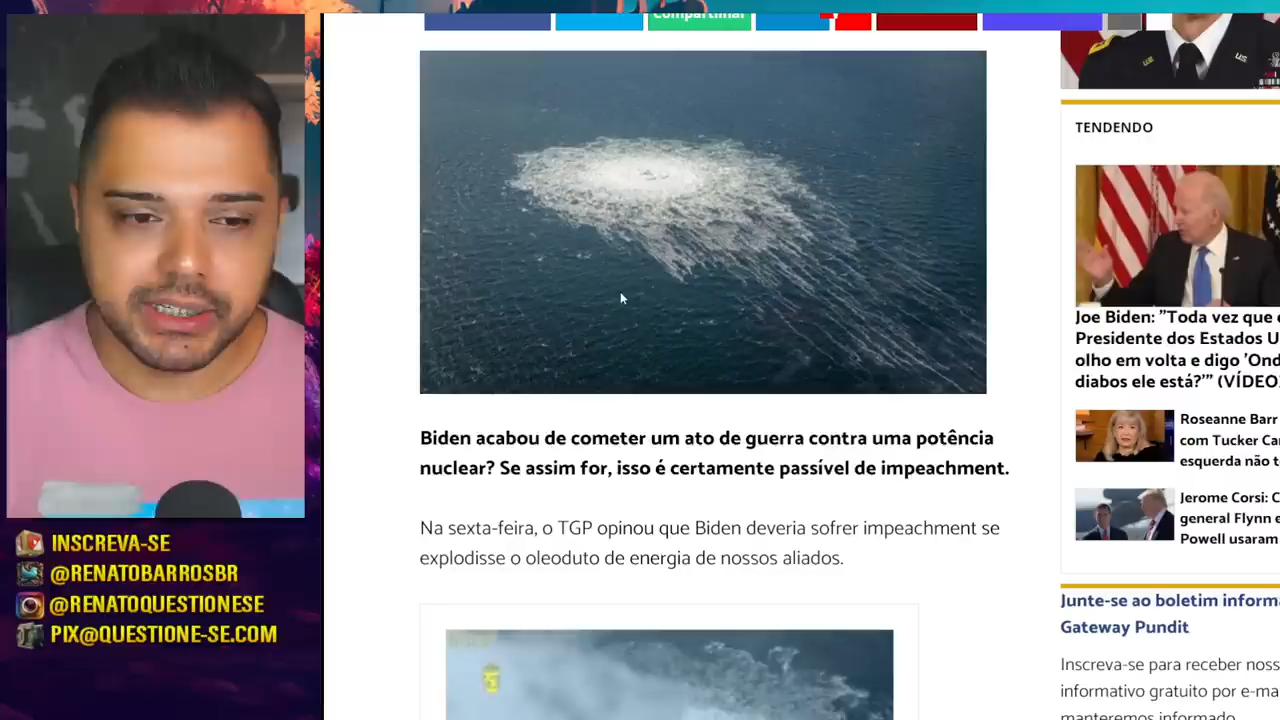 Compartilhar
TENDENDO
Joe Biden: "Toda vez que
Presidente dos Estados U
olho em volta e digo 'Ond
diabos ele está?'" (VÍDEO
Roseanne Barr
com Tucker Ca
esquerda não
Jerome Corsi:
general Flynn
Powell usaram
Biden acabou de cometer um ato de guerra contra uma potência
nuclear? Se assim for, isso é certamente passível de impeachment.
Na sexta-feira, o TGP opinou que Biden deveria sofrer impeachment se
explodisse o oleoduto de energia de nossos aliados.
Junte-se ao boletim inform
Gateway Pundit
Inscreva-se para receber nos
informativo gratuito por e-ma
manteremos informado
INSCREVA-SE
@RENATOBARROSBR
@RENATOQUESTIONESE
PIX@QUESTIONE-SE.COM